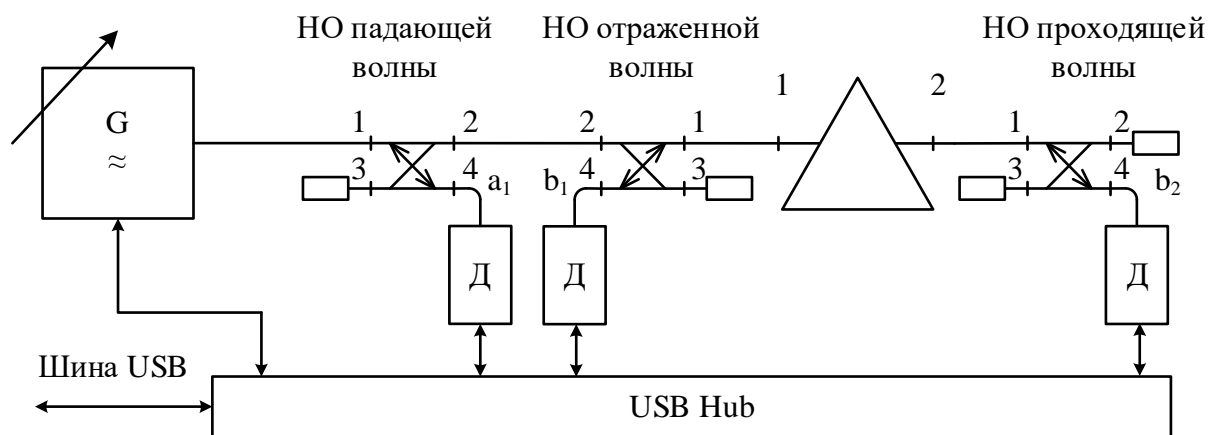 НО падающей
волны
НО отраженной
волны
НО проходящей
волны
G
≈
1 2
3 4 a₁
2 1
b₁ 4 3
1 2
1 2
3 4 b₂
Д Д Д
Шина USB
USB Hub